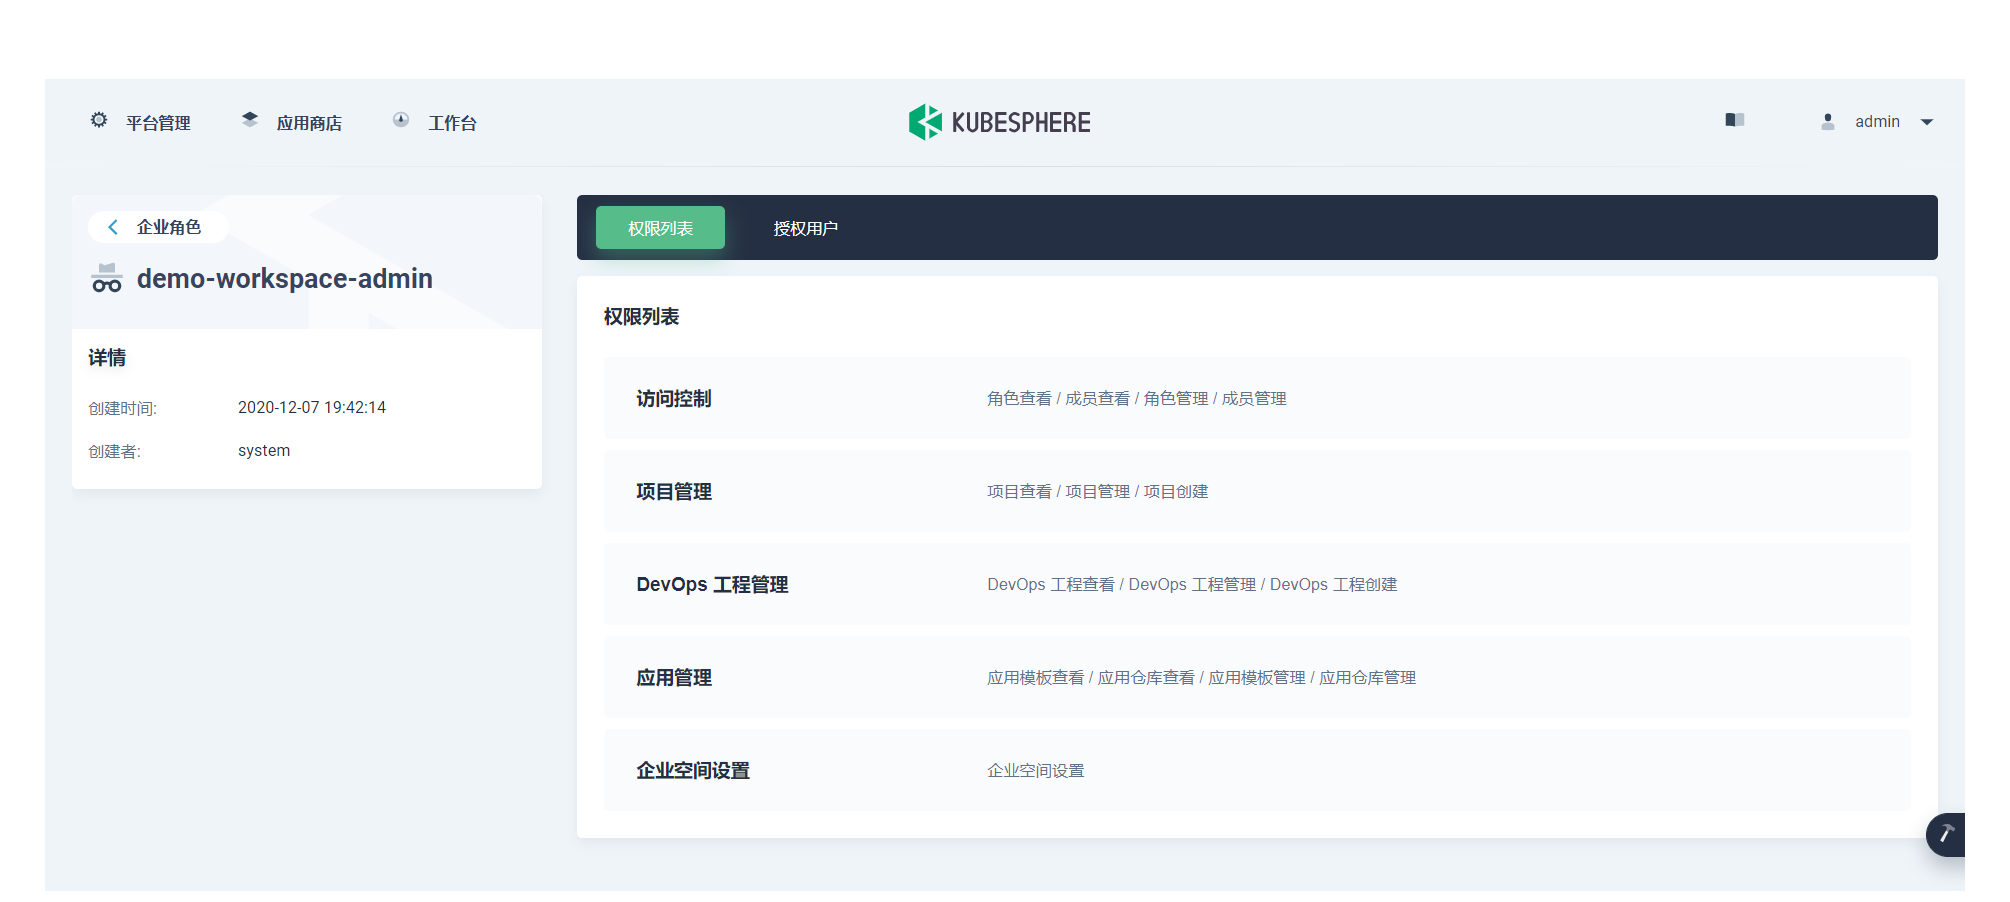 平台管理 应用商店 工作台 KUBESPHERE admin
企业角色
demo-workspace-admin
详情
创建时间: 2020-12-07 19:42:14
创建者: system
权限列表 授权用户
权限列表
访问控制 角色查看 / 成员查看 / 角色管理 / 成员管理
项目管理 项目查看 / 项目管理 / 项目创建
DevOps 工程管理 DevOps 工程查看 / DevOps 工程管理 / DevOps 工程创建
应用管理 应用模板查看 / 应用仓库查看 / 应用模板管理 / 应用仓库管理
企业空间设置 企业空间设置